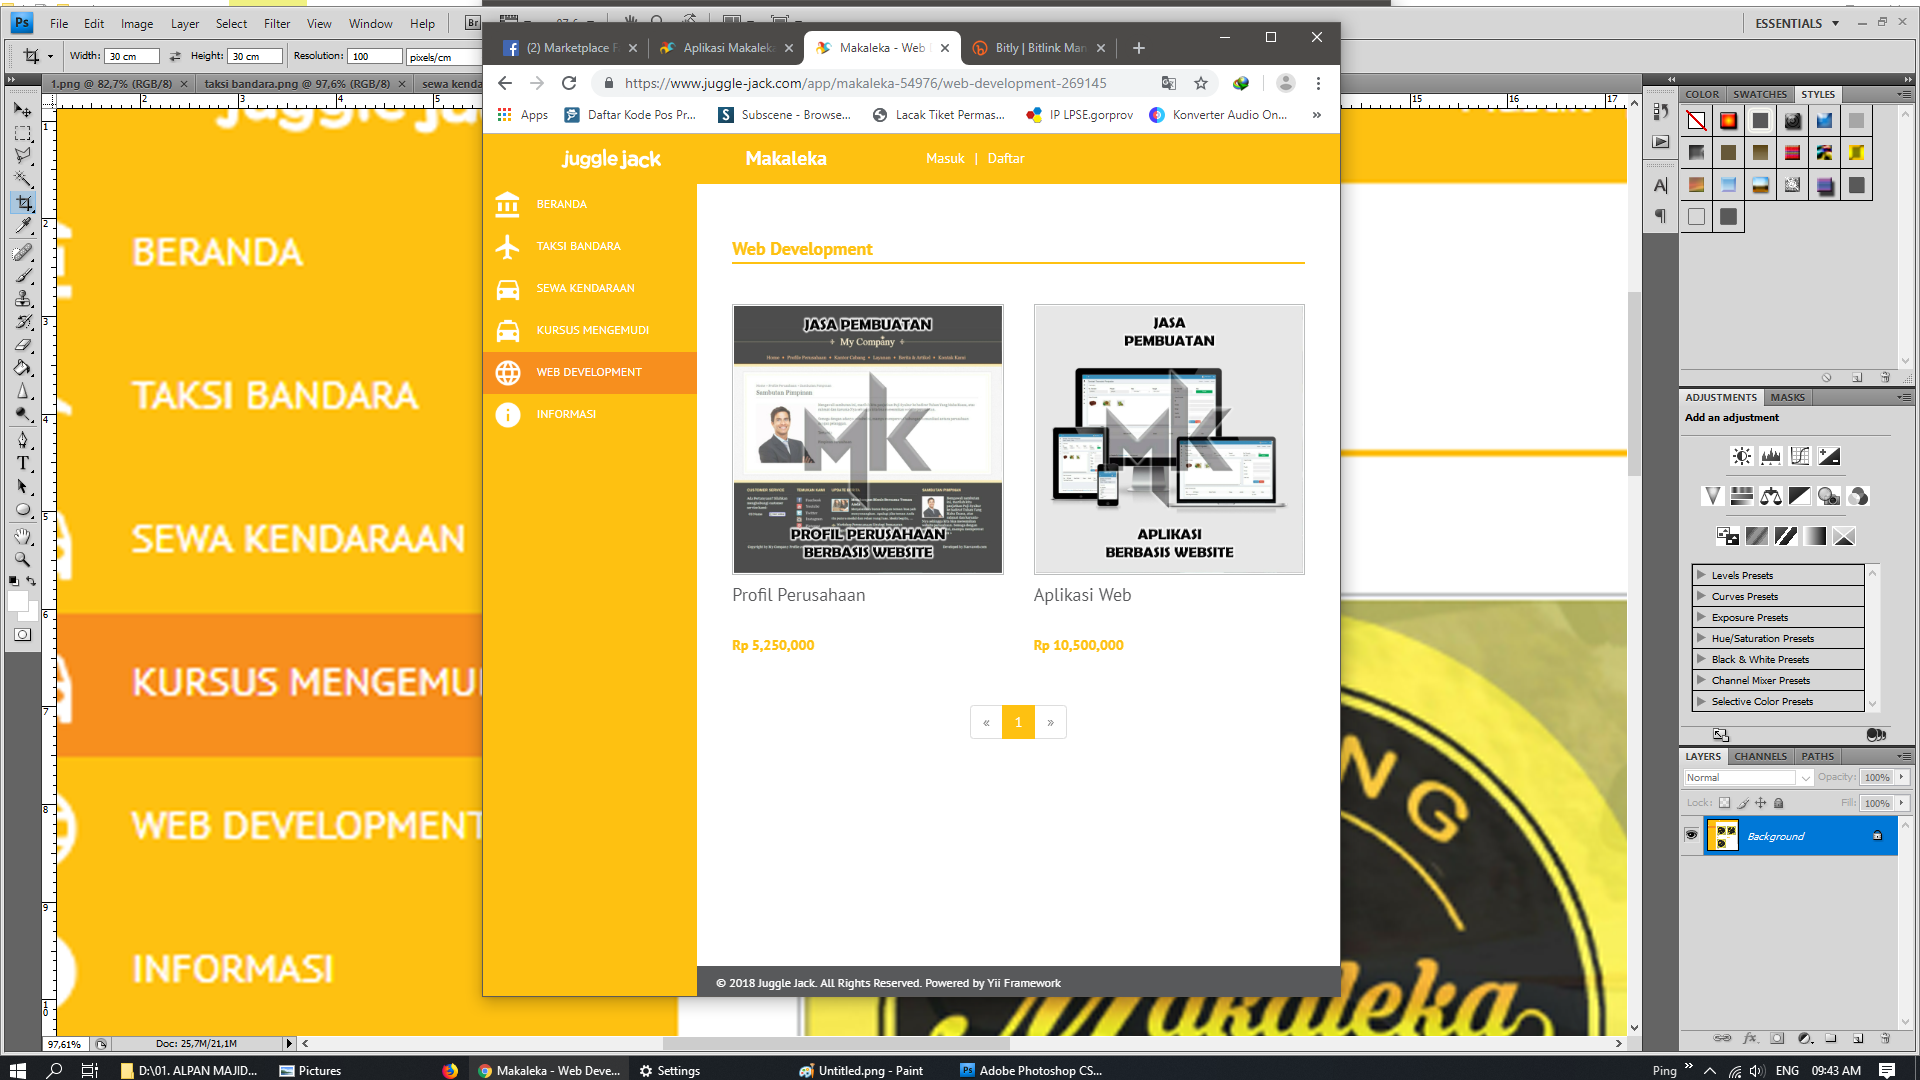 File Edit Image Layer Select Filter View Window Help
ESSENTIALS
Width: 30 cm Height: 30 cm Resolution: 100 pixels/cm
1.png @ 82,7% (RGB/8) × taksi bandara.png @ 97,6% (RGB/8) × sewa kenda
(2) Marketplace F
Aplikasi Makaleka
Makaleka - Web
Bitly | Bitlink Man
https://www.juggle-jack.com/app/makaleka-54976/web-development-269145
Apps Daftar Kode Pos Pr... Subscene - Browse... Lacak Tiket Permas... IP LPSE.gorprov Konverter Audio On... »
juggle jack Makaleka Masuk | Daftar
BERANDA
TAKSI BANDARA
SEWA KENDARAAN
KURSUS MENGEMUDI
WEB DEVELOPMENT
INFORMASI
Web Development
JASA PEMBUATAN
My Company
Sambutan Pimpinan
MK
PROFIL PERUSAHAAN
BERBASIS WEBSITE
Profil Perusahaan
Rp 5,250,000
JASA
PEMBUATAN
MK
APLIKASI
BERBASIS WEBSITE
Aplikasi Web
Rp 10,500,000
« 1 »
© 2018 Juggle Jack. All Rights Reserved. Powered by Yii Framework
BERANDA
TAKSI BANDARA
SEWA KENDARAAN
KURSUS MENGEMU
WEB DEVELOPMENT
INFORMASI
NG
Makaleka
COLOR SWATCHES STYLES
ADJUSTMENTS MASKS
Add an adjustment
Levels Presets
Curves Presets
Exposure Presets
Hue/Saturation Presets
Black & White Presets
Channel Mixer Presets
Selective Color Presets
LAYERS CHANNELS PATHS
Normal Opacity: 100%
Lock: Fill: 100%
Background
97,61% Doc: 25,7M/21,1M
D:\01. ALPAN MAJID... Pictures Makaleka - Web Deve... Settings Untitled.png - Paint Adobe Photoshop CS... Ping » ENG 09:43 AM